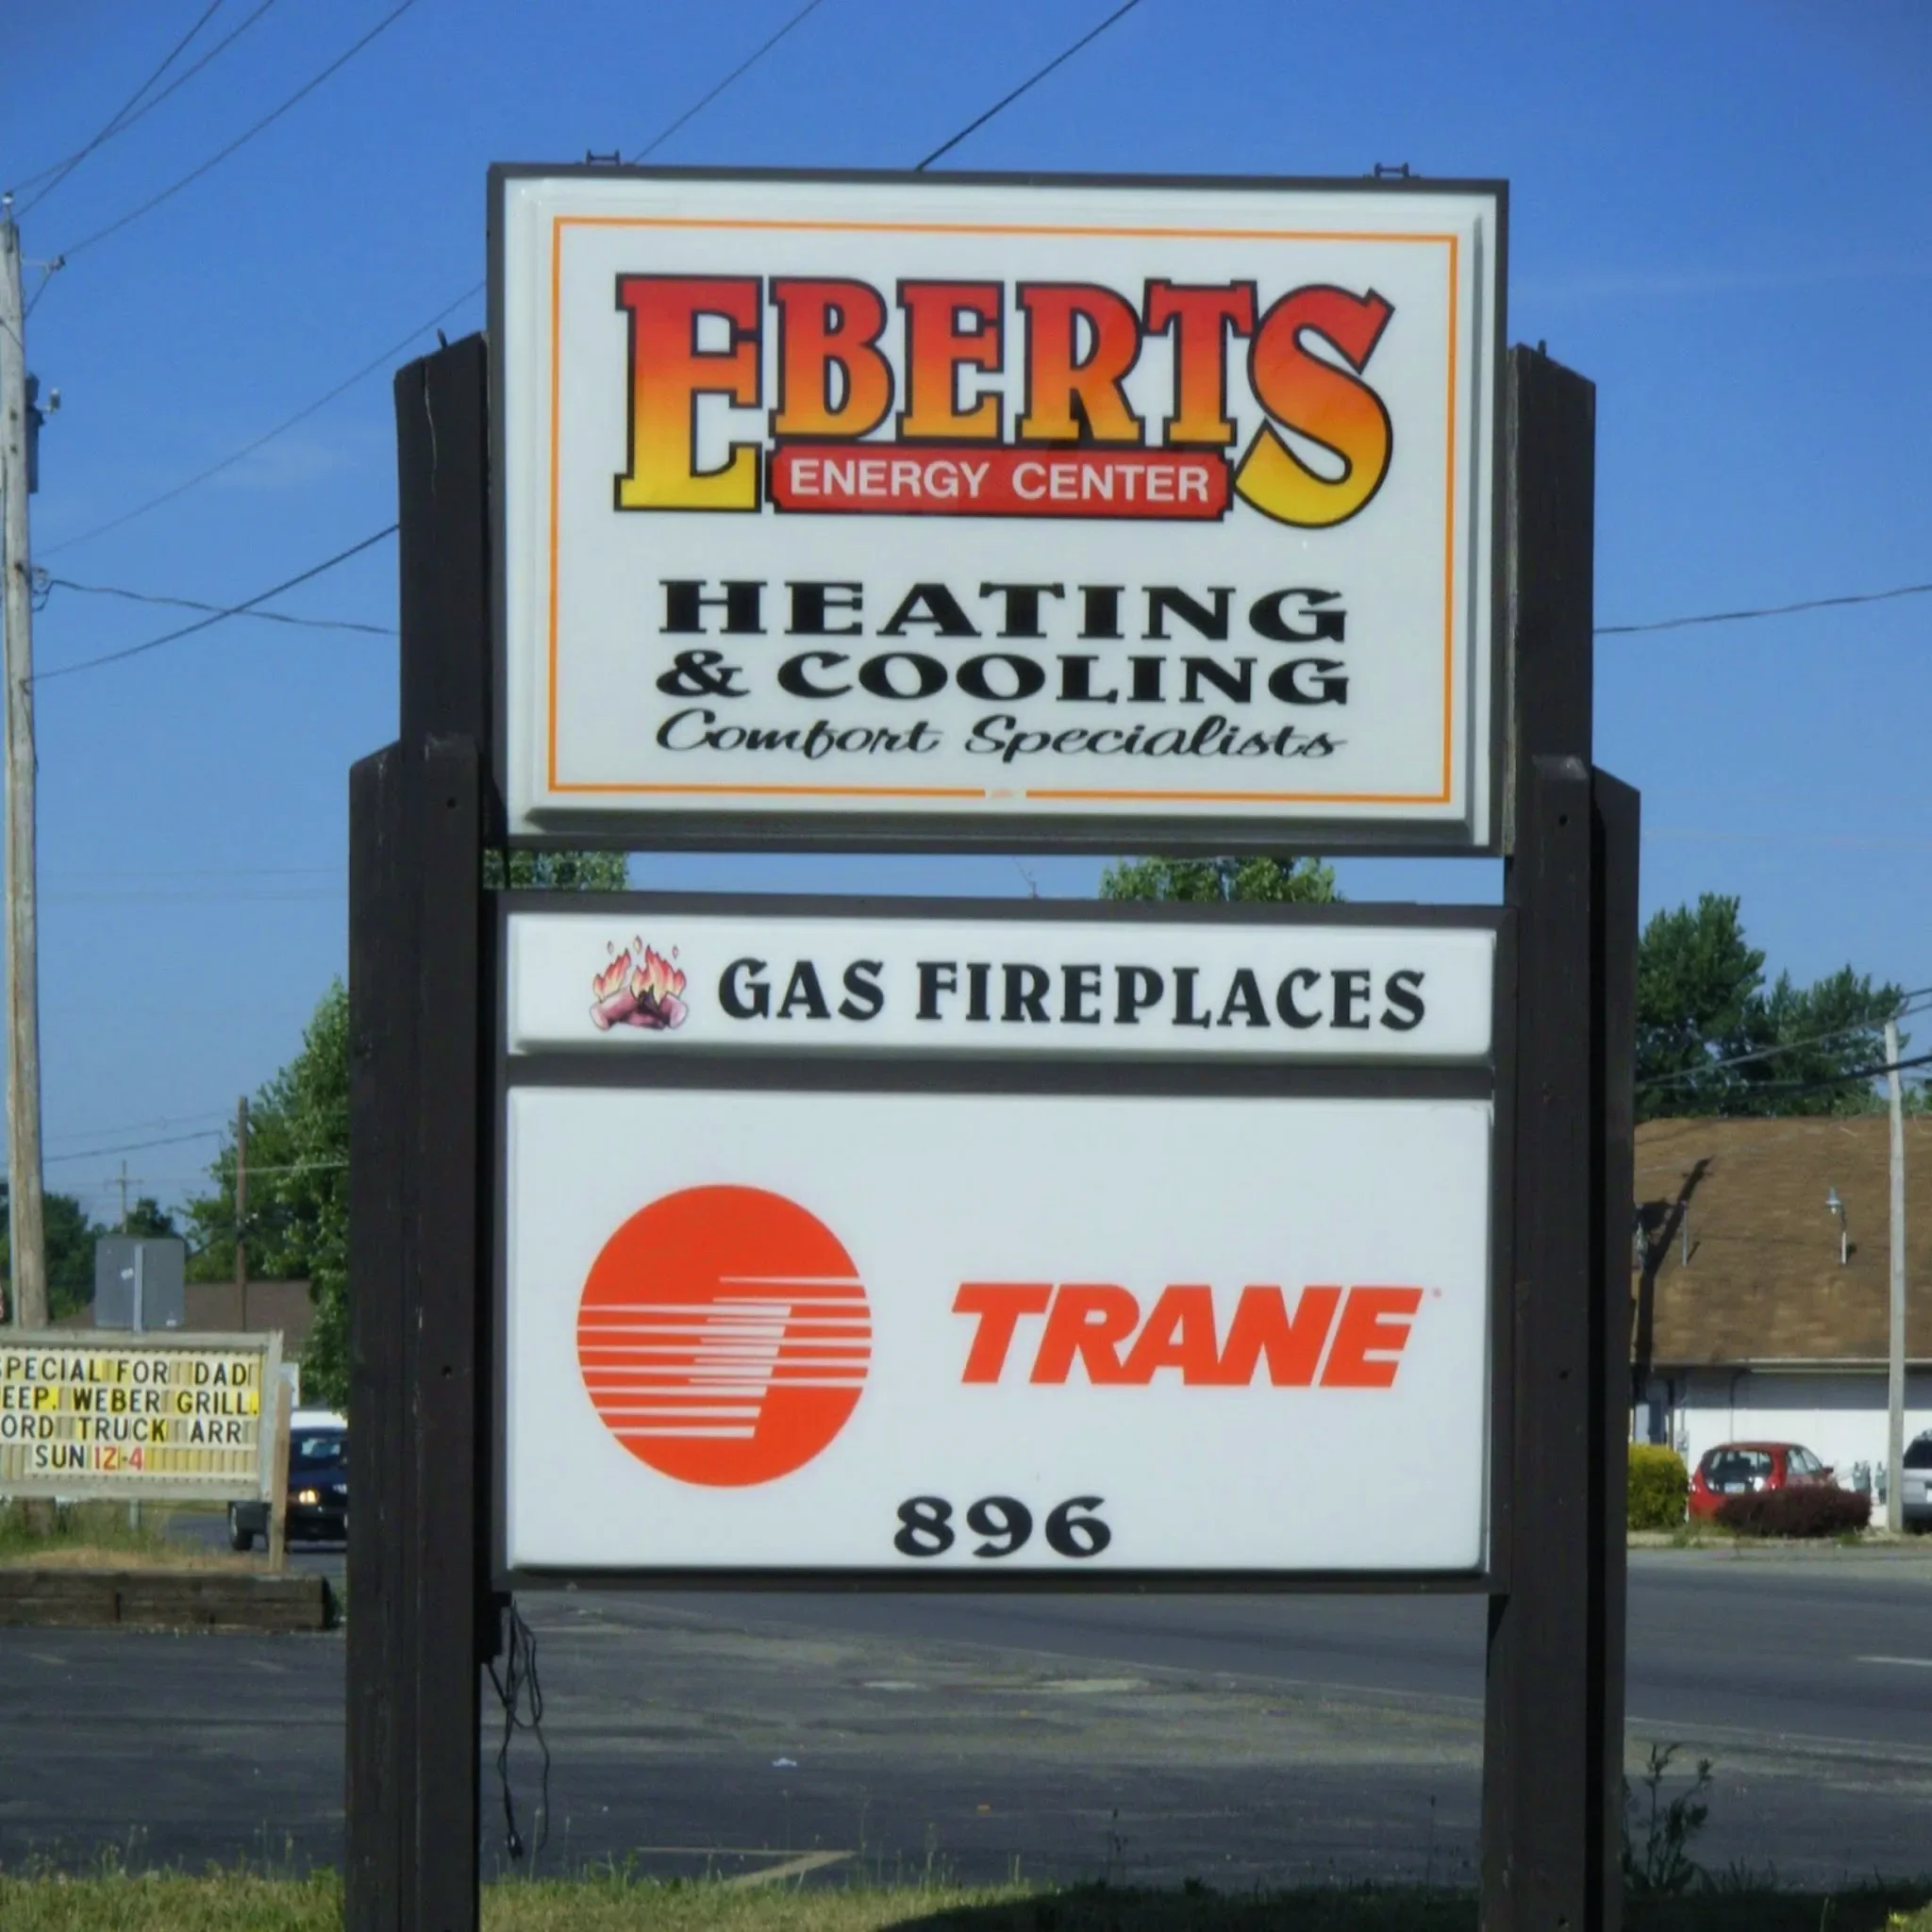 EBERTS
ENERGY CENTER
HEATING
& COOLING
Comfort Specialists
GAS FIREPLACES
TRANE
896
SPECIAL FOR DAD
EEP. WEBER GRILL.
ORD TRUCK ARR
SUN 12-4